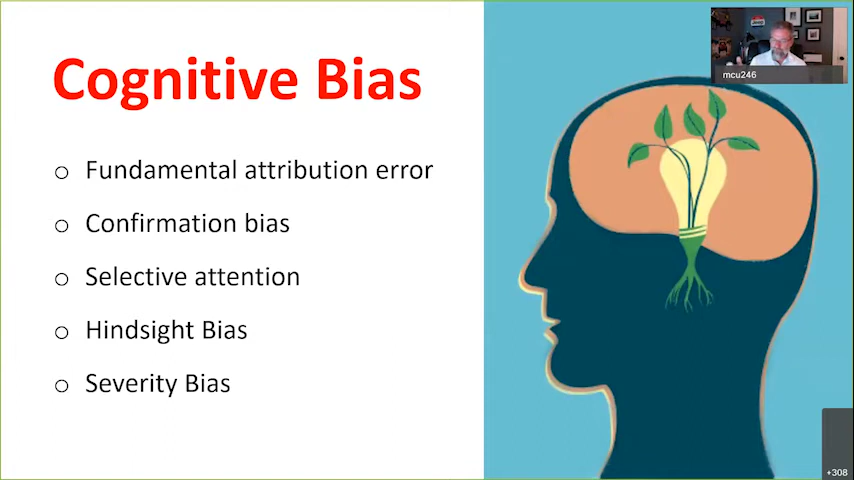 Cognitive Bias
Fundamental attribution error
Confirmation bias
Selective attention
Hindsight Bias
Severity Bias
mcu246
+308